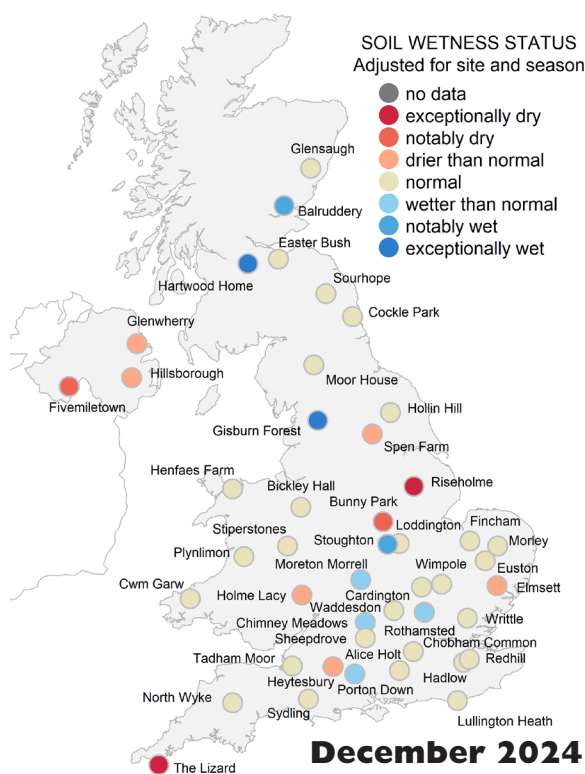 SOIL WETNESS STATUS
Adjusted for site and season
no data
exceptionally dry
notably dry
drier than normal
normal
wetter than normal
notably wet
exceptionally wet
Glensaugh
Balruddery
Easter Bush
Hartwood Home
Sourhope
Cockle Park
Glenwherry
Hillsborough
Fivemiletown
Moor House
Hollin Hill
Gisburn Forest
Spen Farm
Henfaes Farm
Bickley Hall
Riseholme
Bunny Park
Loddington
Fincham
Stiperstones
Stoughton
Morley
Plynlimon
Moreton Morrell
Wimpole
Euston
Cwm Garw
Holme Lacy
Cardington
Elmsett
Waddesdon
Chimney Meadows
Rothamsted
Writtle
Sheepdrove
Chobham Common
Tadham Moor
Alice Holt
Redhill
Heytesbury
Hadlow
Porton Down
North Wyke
Sydling
Lullington Heath
The Lizard
December 2024